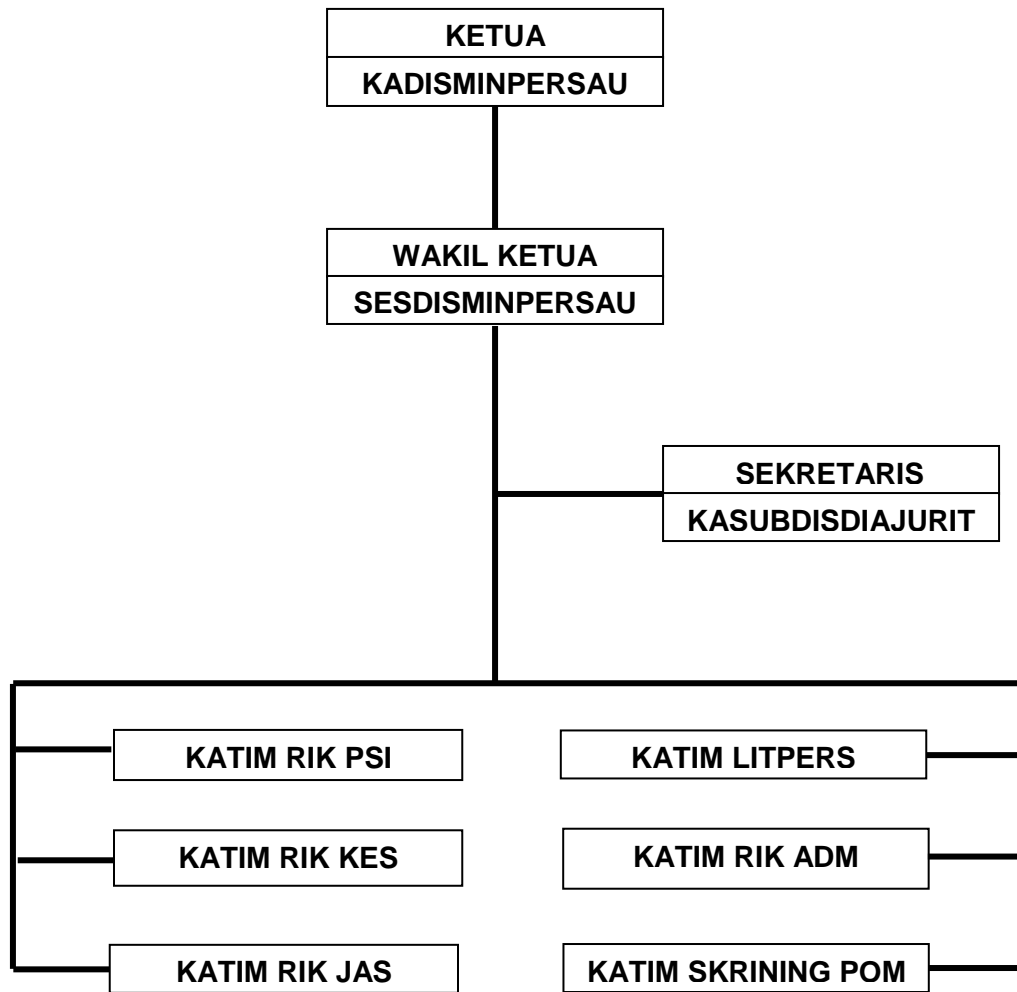 KETUA
KADISMINPERSAU
WAKIL KETUA
SESDISMINPERSAU
SEKRETARIS
KASUBDISDIAJURIT
KATIM RIK PSI
KATIM LITPERS
KATIM RIK KES
KATIM RIK ADM
KATIM RIK JAS
KATIM SKRINING POM